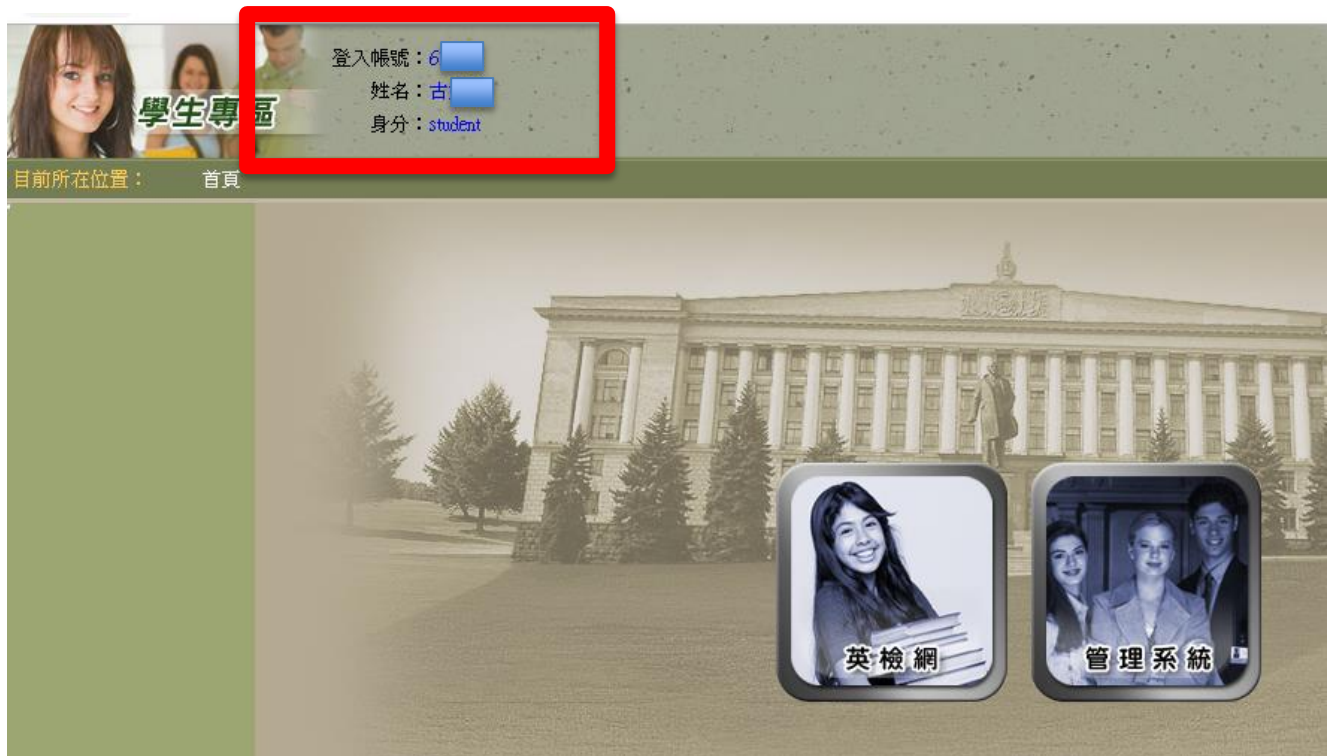 登入帳號：6
姓名：古
身分：student
學生專區
目前所在位置： 首頁
英檢網
管理系統